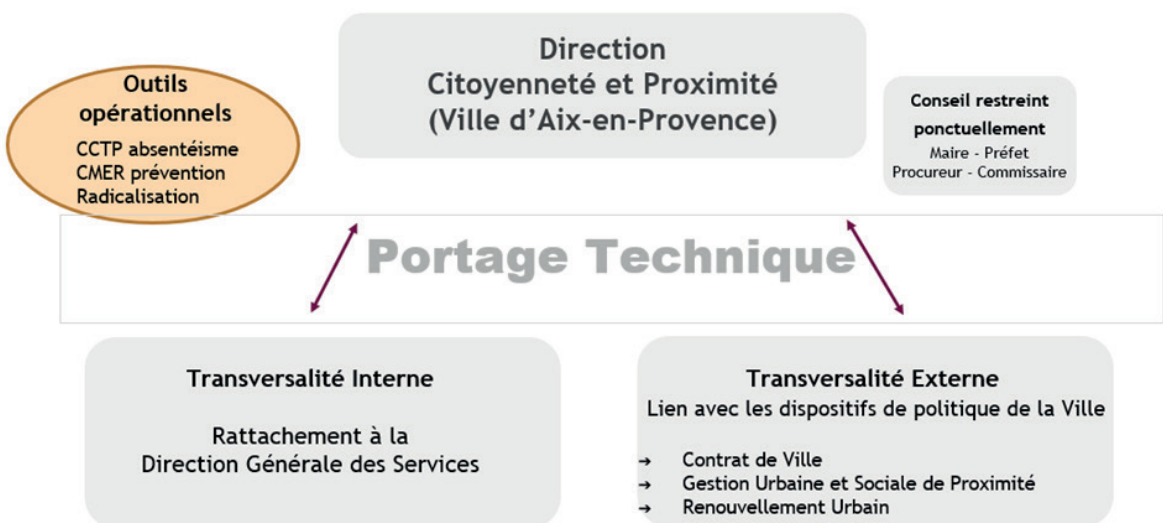 Direction
Citoyenneté et Proximité
(Ville d'Aix-en-Provence)
Outils
opérationnels
CCTP absentéisme
CMER prévention
Radicalisation
Conseil restreint
ponctuellement
Maire - Préfet
Procureur - Commissaire
Portage Technique
Transversalité Interne
Rattachement à la
Direction Générale des Services
Transversalité Externe
Lien avec les dispositifs de politique de la Ville
→ Contrat de Ville
→ Gestion Urbaine et Sociale de Proximité
→ Renouvellement Urbain